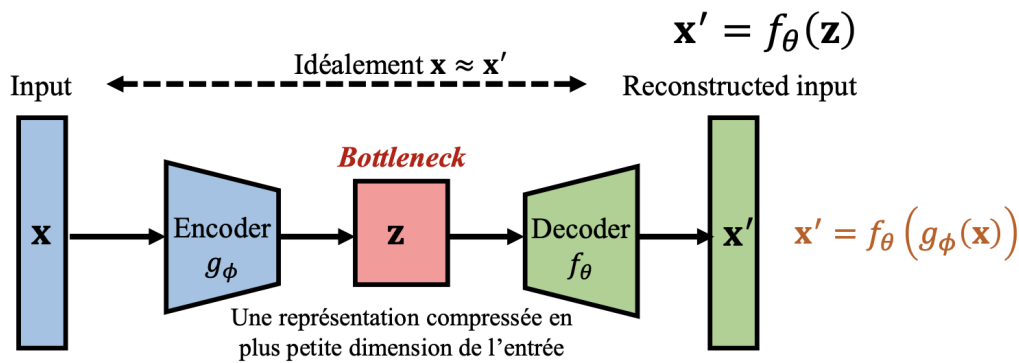 x′ = f_θ(z)
Idéalement x ≈ x′
Input
Reconstructed input
Bottleneck
x
Encoder
g_ϕ
z
Decoder
f_θ
x′
x′ = f_θ(g_ϕ(x))
Une représentation compressée en
plus petite dimension de l’entrée